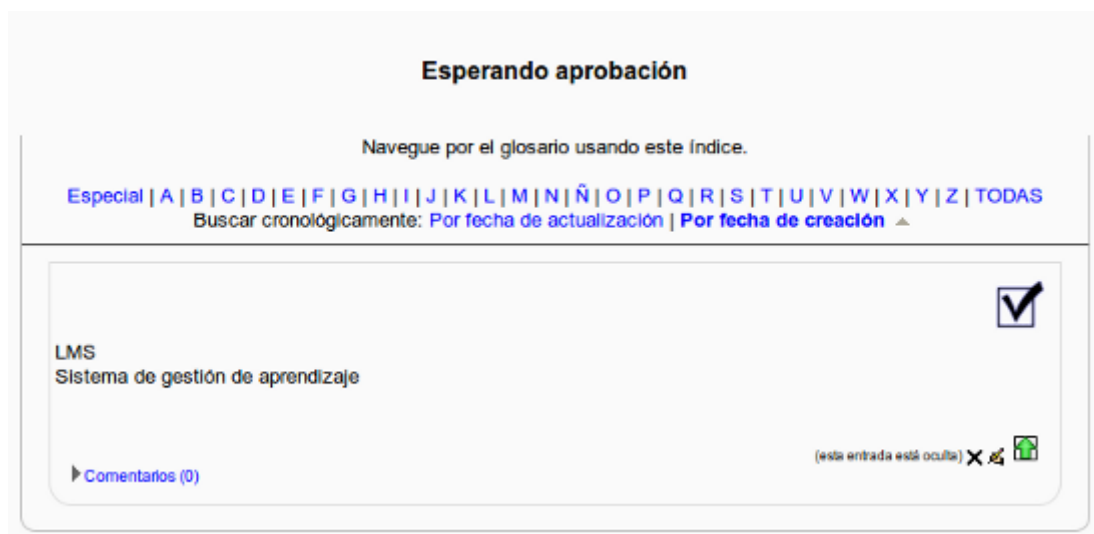 Esperando aprobación
Navegue por el glosario usando este índice.
Especial | A | B | C | D | E | F | G | H | I | J | K | L | M | N | Ñ | O | P | Q | R | S | T | U | V | W | X | Y | Z | TODAS
Buscar cronológicamente: Por fecha de actualización | Por fecha de creación
LMS
Sistema de gestión de aprendizaje
(esta entrada está oculta)
Comentarios (0)